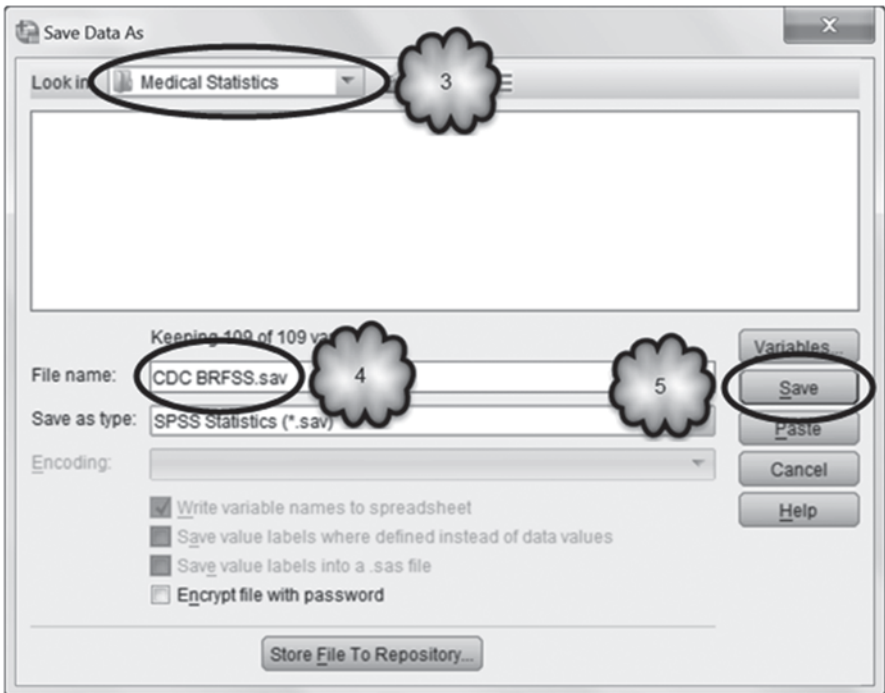 Save Data As
Look in
Medical Statistics
3
Keeping 109 of 109 va
Variables...
File name:
CDC BRFSS.sav
4
5
Save
Save as type:
SPSS Statistics (*.sav)
Paste
Encoding:
Cancel
Write variable names to spreadsheet
Help
Save value labels where defined instead of data values
Save value labels into a .sas file
Encrypt file with password
Store File To Repository...